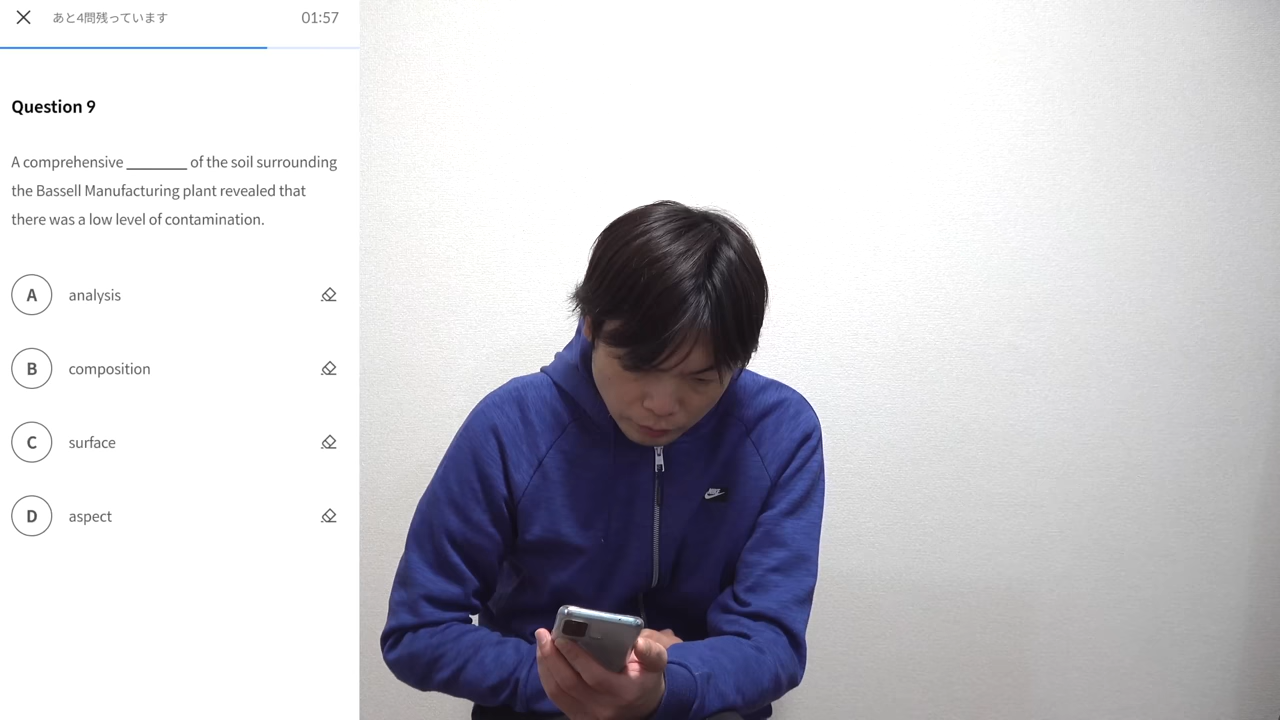 あと4問残っています 01:57
Question 9
A comprehensive ________ of the soil surrounding
the Bassell Manufacturing plant revealed that
there was a low level of contamination.
A analysis
B composition
C surface
D aspect
NIKE